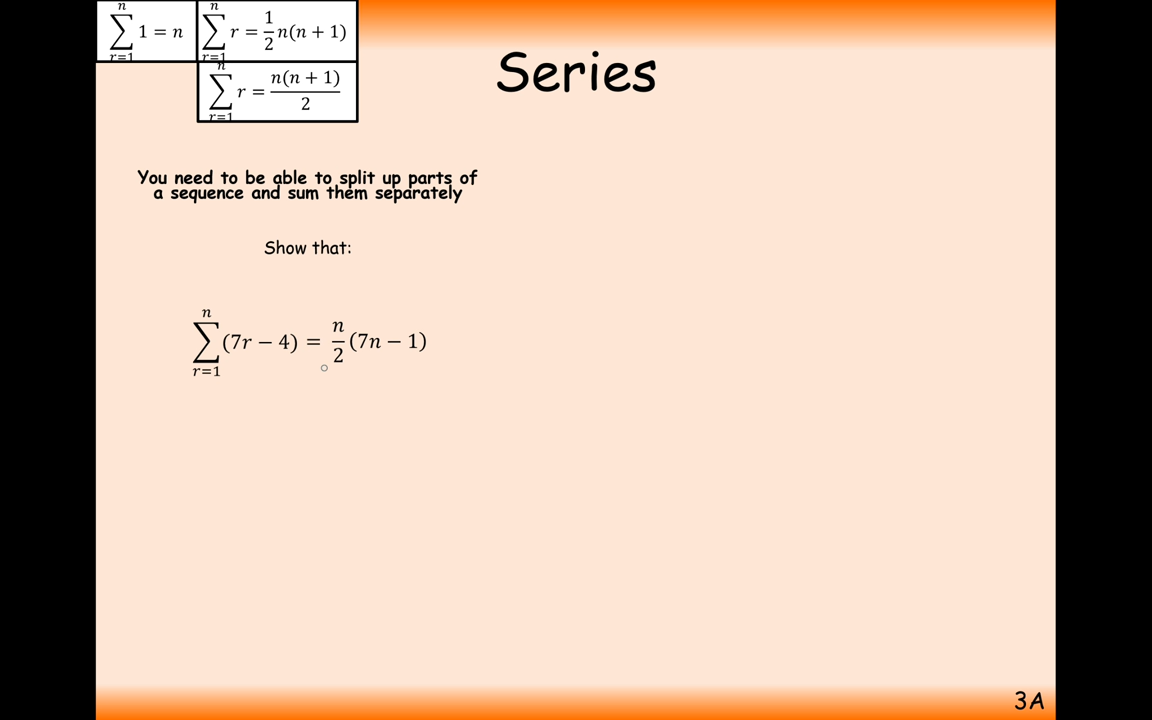 n
∑ 1 = n
r=1
n
∑ r = 1/2 n(n + 1)
r=1
n
∑ r = n(n + 1)/2
r=1
Series
You need to be able to split up parts of
a sequence and sum them separately
Show that:
n
∑ (7r − 4) = n/2 (7n − 1)
r=1
3A